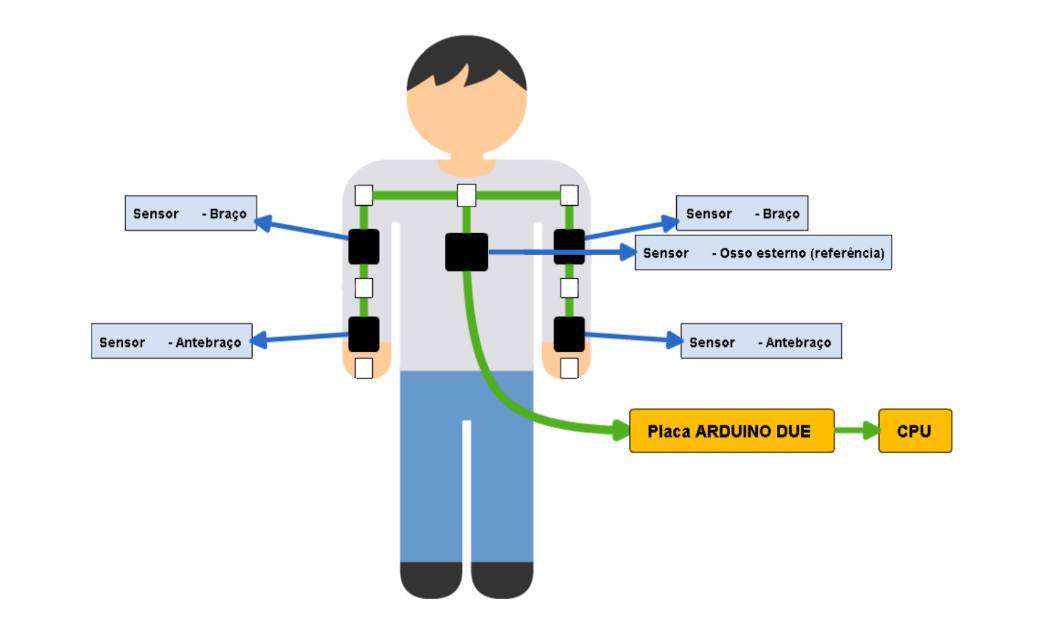 Sensor - Braço
Sensor - Braço
Sensor - Osso esterno (referência)
Sensor - Antebraço
Sensor - Antebraço
Placa ARDUINO DUE
CPU